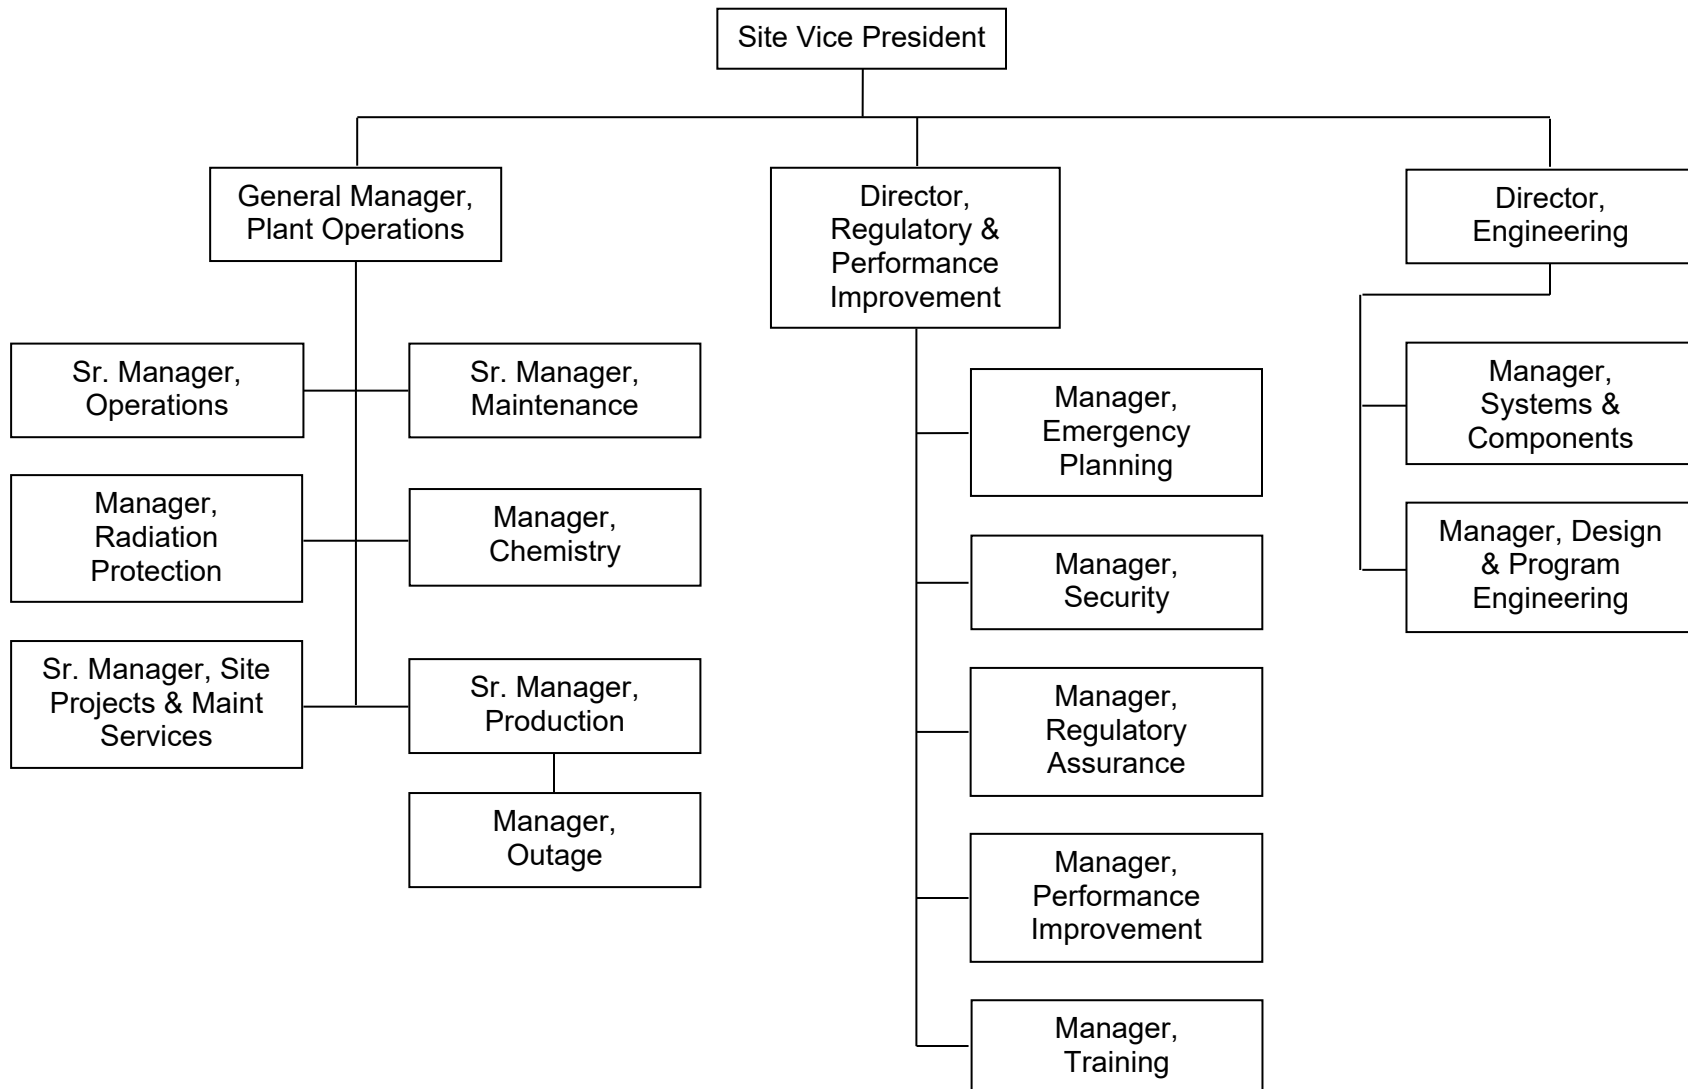 Site Vice President
General Manager,
Plant Operations
Director,
Regulatory &
Performance
Improvement
Director,
Engineering
Sr. Manager,
Operations
Sr. Manager,
Maintenance
Manager,
Radiation
Protection
Manager,
Chemistry
Sr. Manager, Site
Projects & Maint
Services
Sr. Manager,
Production
Manager,
Outage
Manager,
Emergency
Planning
Manager,
Security
Manager,
Regulatory
Assurance
Manager,
Performance
Improvement
Manager,
Training
Manager,
Systems &
Components
Manager, Design
& Program
Engineering